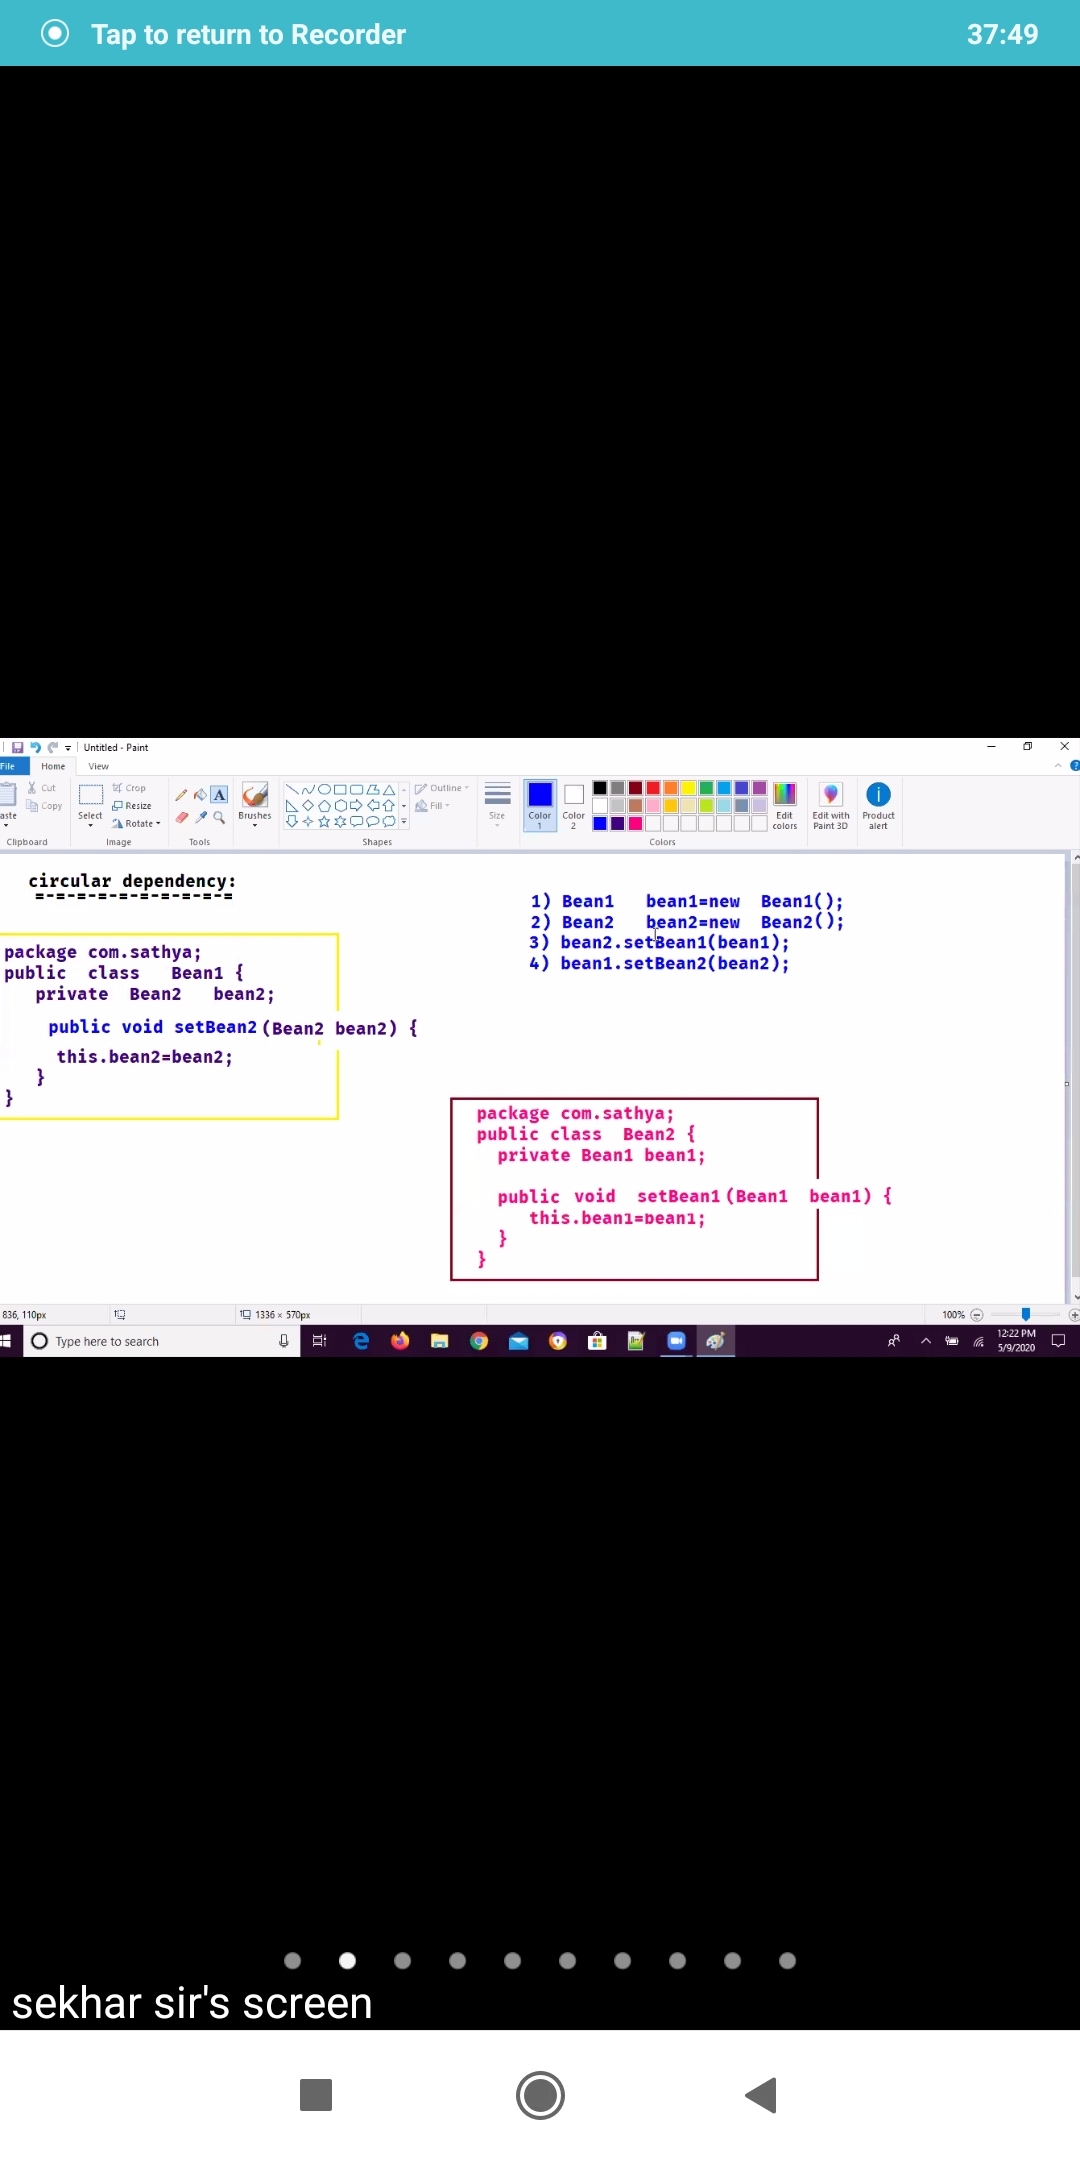 Tap to return to Recorder 37:49
Untitled - Paint
File Home View
Cut
Copy
aste
Clipboard
Select
Crop
Resize
Rotate
Image
Tools
Brushes
Outline
Fill
Shapes
Size
Color 1
Color 2
Edit colors
Colors
Edit with Paint 3D
Product alert
circular dependency:
=-=-=-=-=-=-=-=-=-=
1) Bean1 bean1=new Bean1();
2) Bean2 bean2=new Bean2();
3) bean2.setBean1(bean1);
4) bean1.setBean2(bean2);
package com.sathya;
public class Bean1 {
private Bean2 bean2;
public void setBean2(Bean2 bean2) {
this.bean2=bean2;
}
}
package com.sathya;
public class Bean2 {
private Bean1 bean1;
public void setBean1(Bean1 bean1) {
this.bean1=bean1;
}
}
836, 110px
1336 × 570px
100%
Type here to search
12:22 PM
5/9/2020
sekhar sir's screen